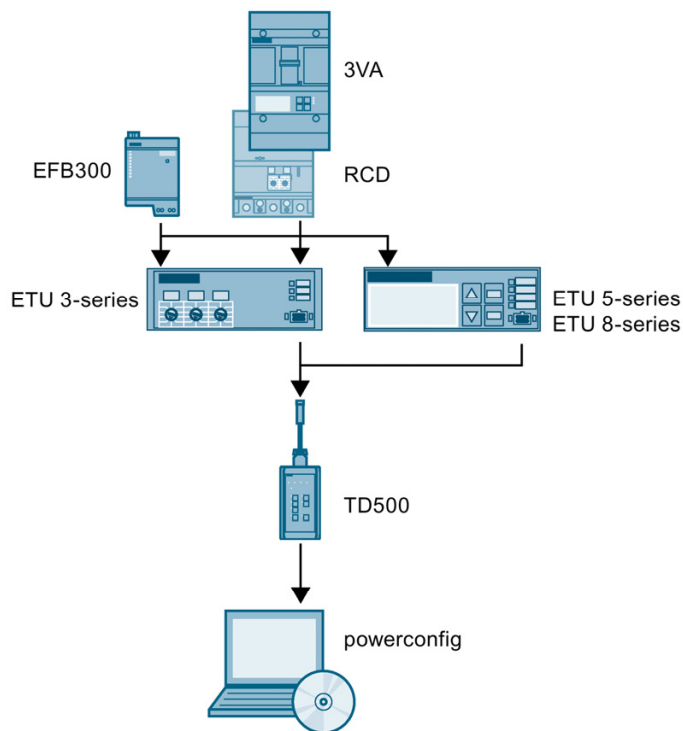 3VA
EFB300
RCD
ETU 3-series
ETU 5-series
ETU 8-series
TD500
powerconfig